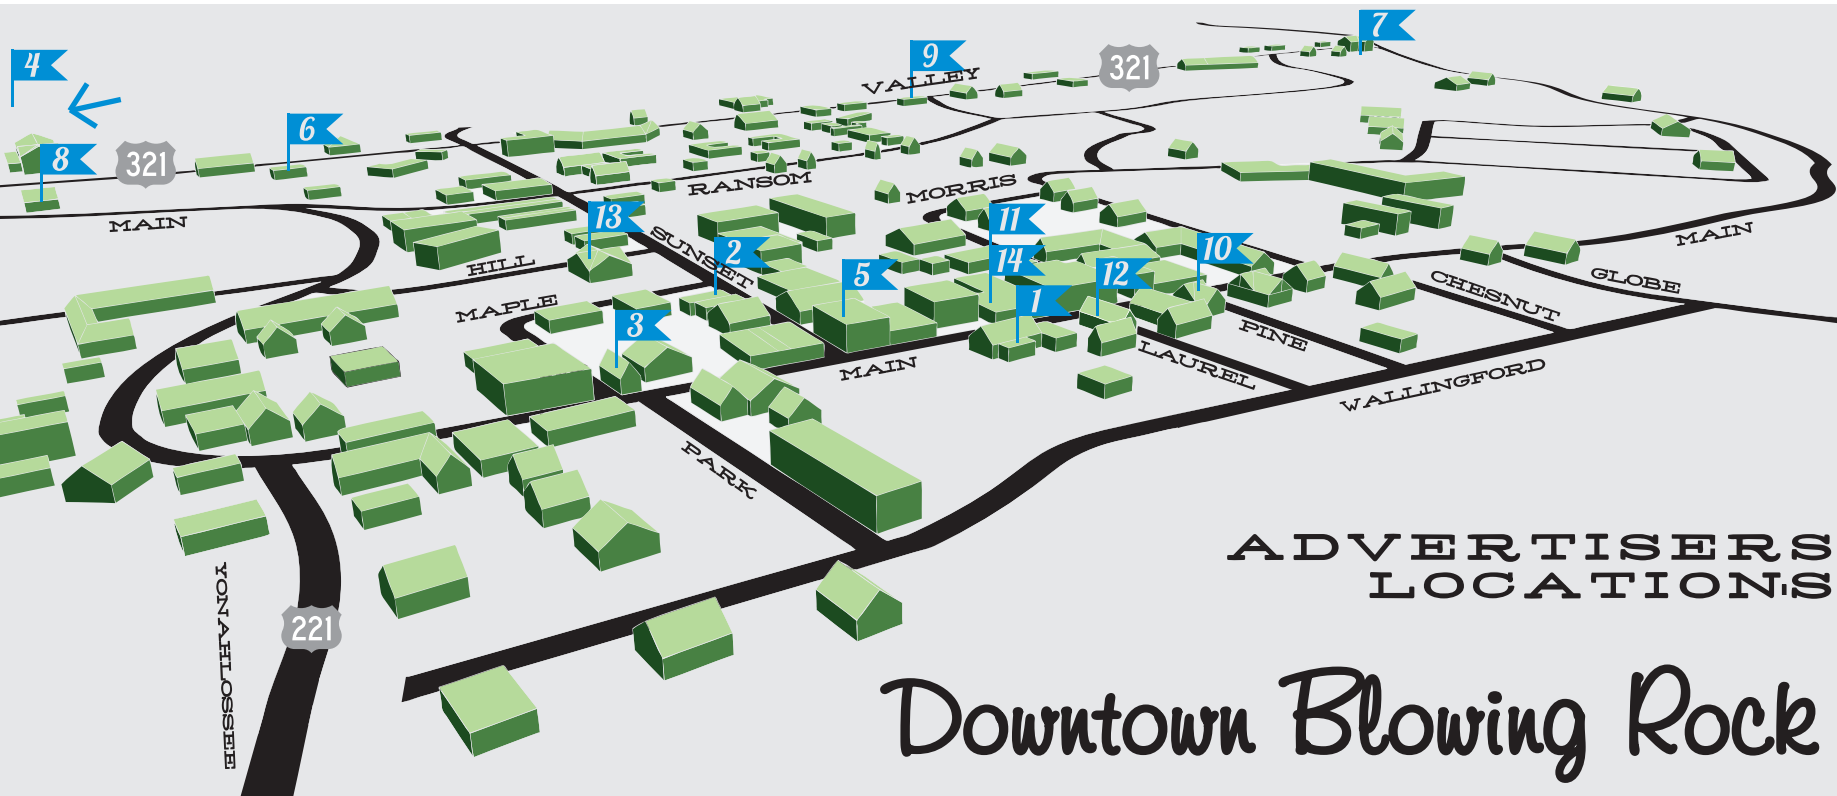 7
9
4
VALLEY
321
6
8
321
RANSOM
MORRIS
13
11
MAIN
SUNSET
2
10
MAIN
HILL
5
14
12
CHESNUT
GLOBE
MAPLE
1
3
PINE
MAIN
LAUREL
WALLINGFORD
PARK
ADVERTISERS
LOCATIONS
YONAHLOSSEE
221
Downtown Blowing Rock